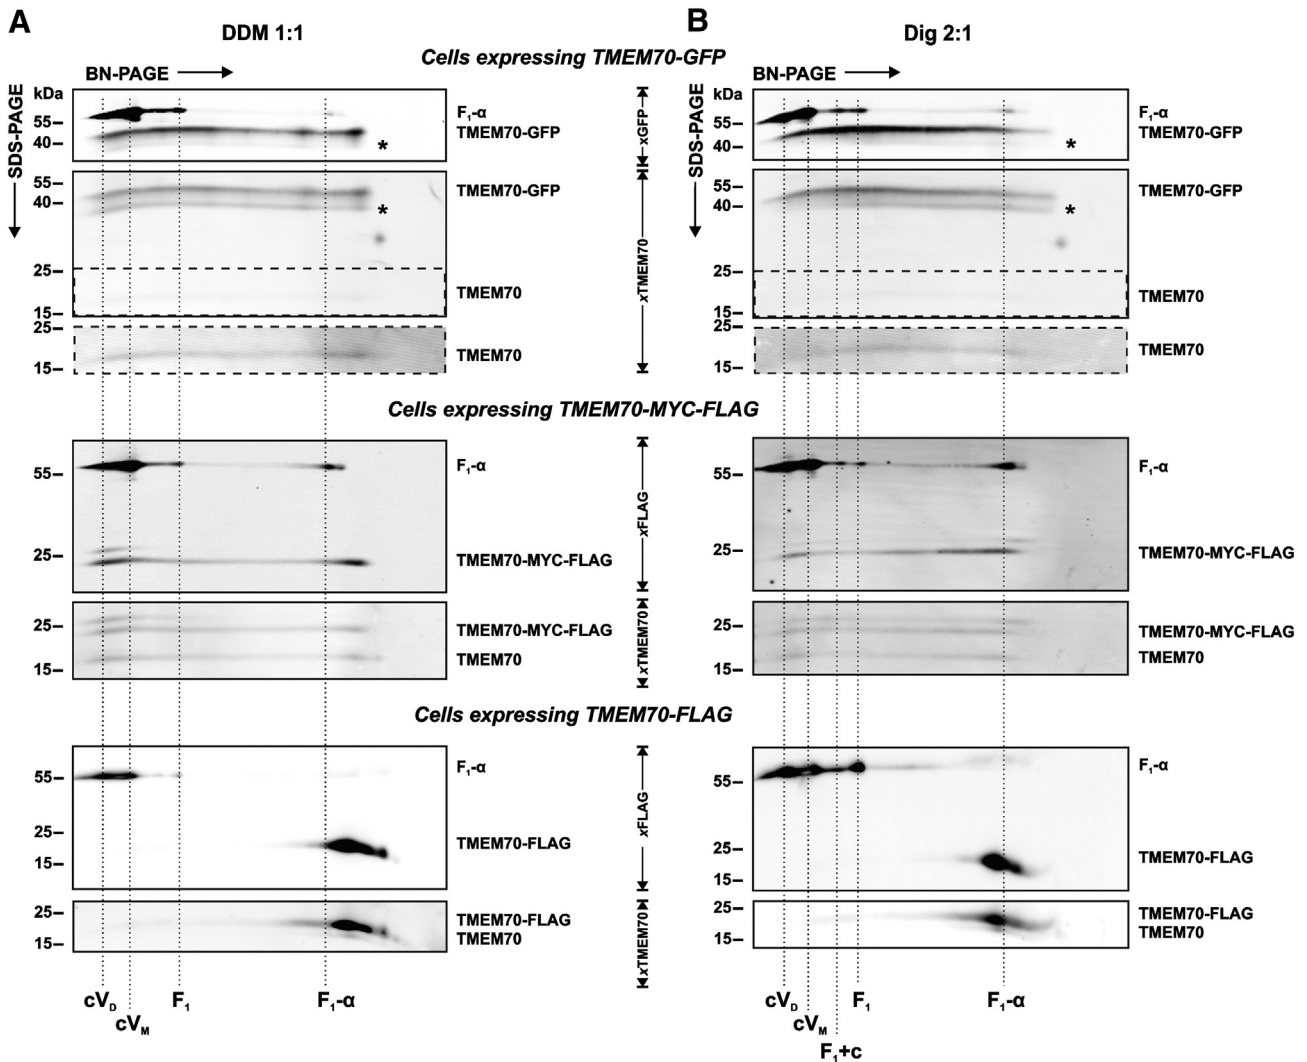 A
DDM 1:1
Cells expressing TMEM70-GFP
BN-PAGE
kDa
SDS-PAGE
55
40
F₁-α
TMEM70-GFP
*
xGFP
55
40
25
15
TMEM70-GFP
*
TMEM70
xTMEM70
25
15
TMEM70
B
Dig 2:1
BN-PAGE
kDa
SDS-PAGE
55
40
F₁-α
TMEM70-GFP
*
55
40
25
15
TMEM70-GFP
*
TMEM70
25
15
TMEM70
Cells expressing TMEM70-MYC-FLAG
55
25
F₁-α
TMEM70-MYC-FLAG
xFLAG
25
15
TMEM70-MYC-FLAG
TMEM70
xTMEM70
55
25
F₁-α
TMEM70-MYC-FLAG
25
15
TMEM70-MYC-FLAG
TMEM70
Cells expressing TMEM70-FLAG
55
25
15
F₁-α
TMEM70-FLAG
xFLAG
25
15
TMEM70-FLAG
TMEM70
xTMEM70
cV_D
cV_M
F₁
F₁-α
55
25
15
F₁-α
TMEM70-FLAG
25
15
TMEM70-FLAG
TMEM70
cV_D
cV_M
F₁+c
F₁
F₁-α